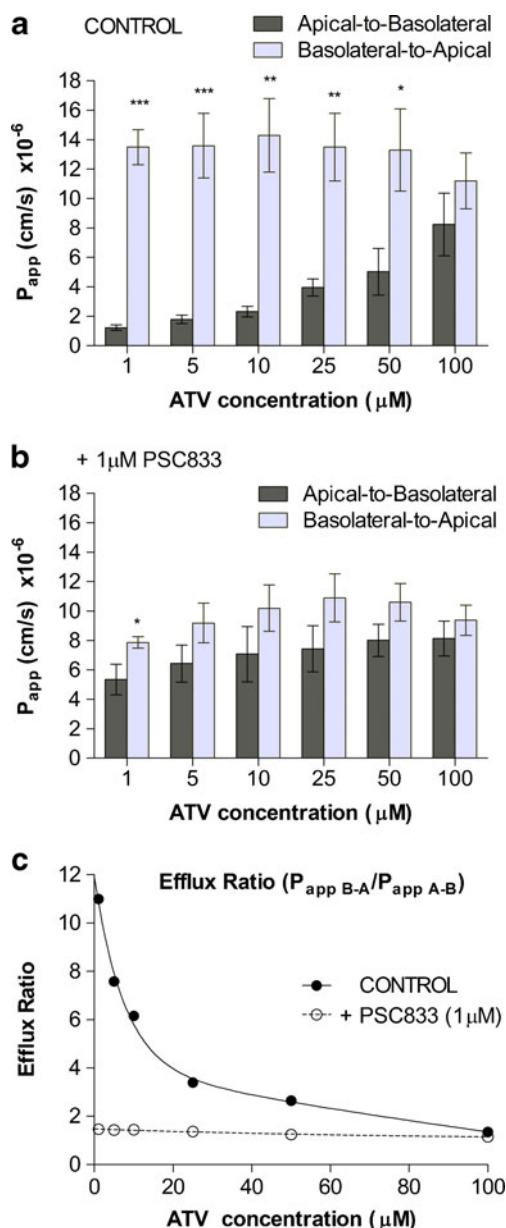 a
CONTROL
Apical-to-Basolateral
Basolateral-to-Apical
Papp (cm/s) x10-6
18
16
14
12
10
8
6
4
2
0
***
***
**
**
*
1 5 10 25 50 100
ATV concentration (μM)
b
+ 1μM PSC833
Apical-to-Basolateral
Basolateral-to-Apical
Papp (cm/s) x10-6
18
16
14
12
10
8
6
4
2
0
*
1 5 10 25 50 100
ATV concentration (μM)
c
Efflux Ratio (Papp B-A/Papp A-B)
CONTROL
+ PSC833 (1μM)
Efflux Ratio
12
10
8
6
4
2
0
0 20 40 60 80 100
ATV concentration (μM)